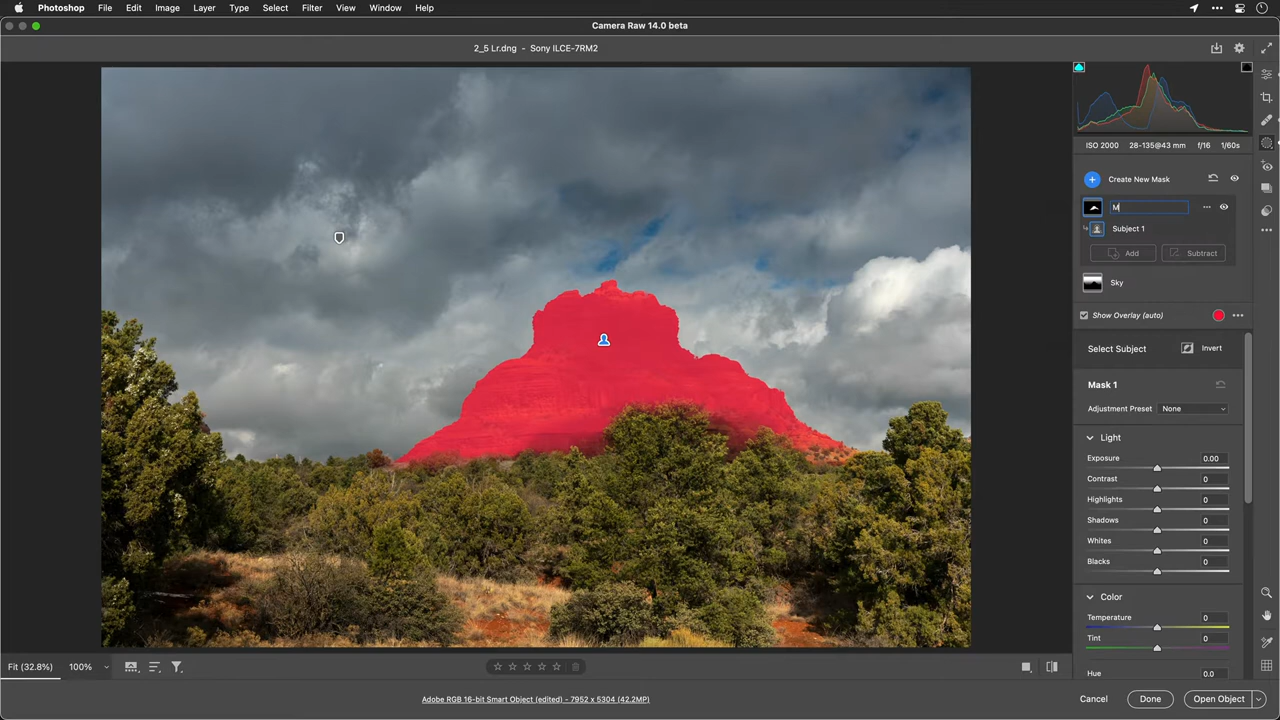 Photoshop File Edit Image Layer Type Select Filter View Window Help
Camera Raw 14.0 beta
2_5 Lr.dng - Sony ILCE-7RM2
ISO 2000 28-135@43 mm f/16 1/60s
Create New Mask
M
Subject 1
Add Subtract
Sky
Show Overlay (auto)
Select Subject Invert
Mask 1
Adjustment Preset None
Light
Exposure 0.00
Contrast 0
Highlights 0
Shadows 0
Whites 0
Blacks 0
Color
Temperature 0
Tint 0
Hue 0.0
Fit (32.8%) 100%
Adobe RGB 16-bit Smart Object (edited) - 7952 x 5304 (42.2MP)
Cancel Done Open Object